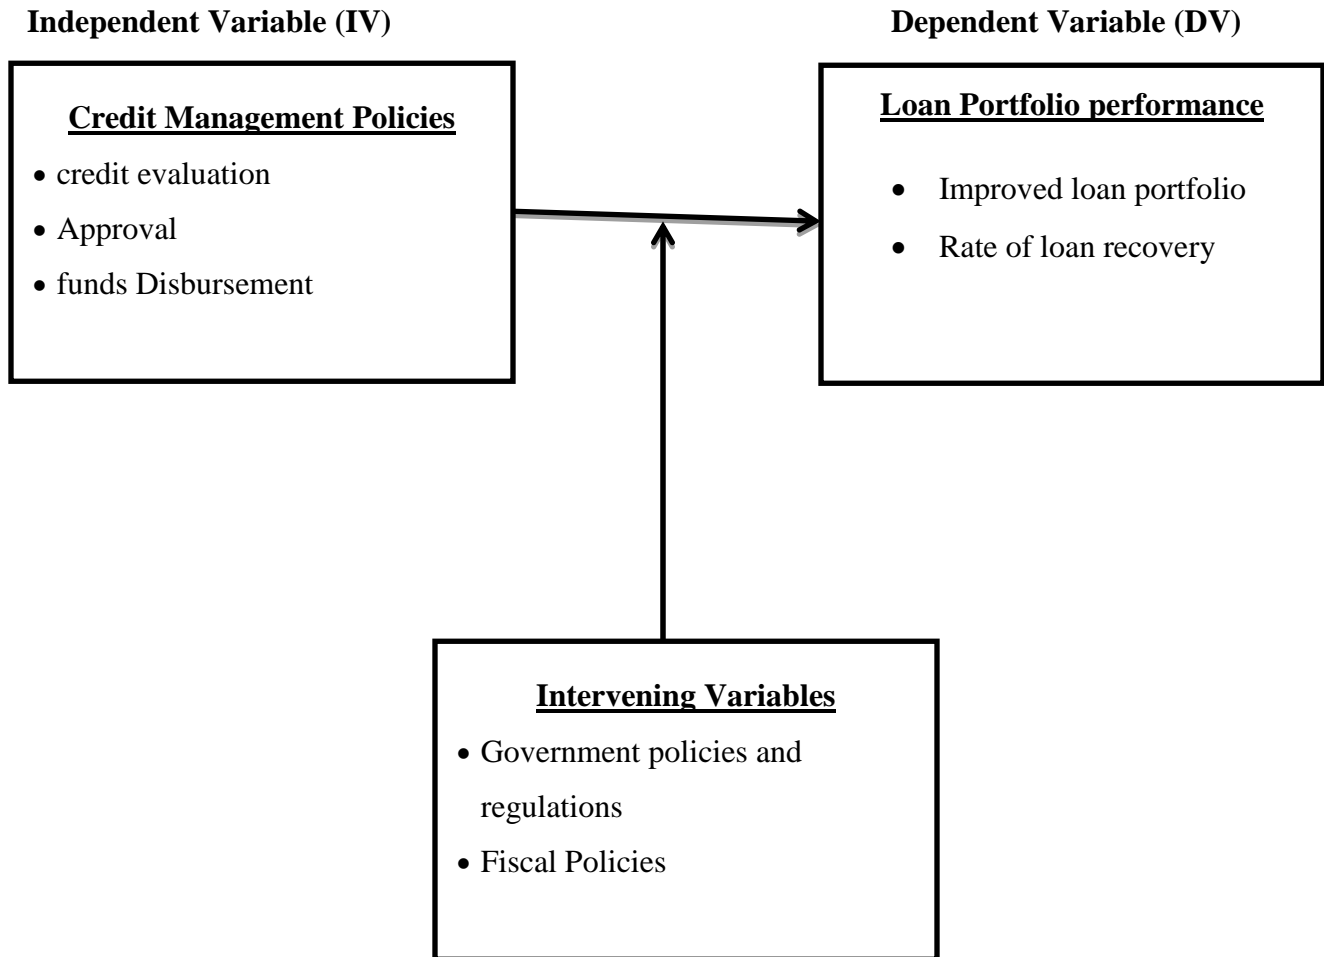 Independent Variable (IV)
Dependent Variable (DV)
Credit Management Policies
• credit evaluation
• Approval
• funds Disbursement
Loan Portfolio performance
• Improved loan portfolio
• Rate of loan recovery
Intervening Variables
• Government policies and
regulations
• Fiscal Policies